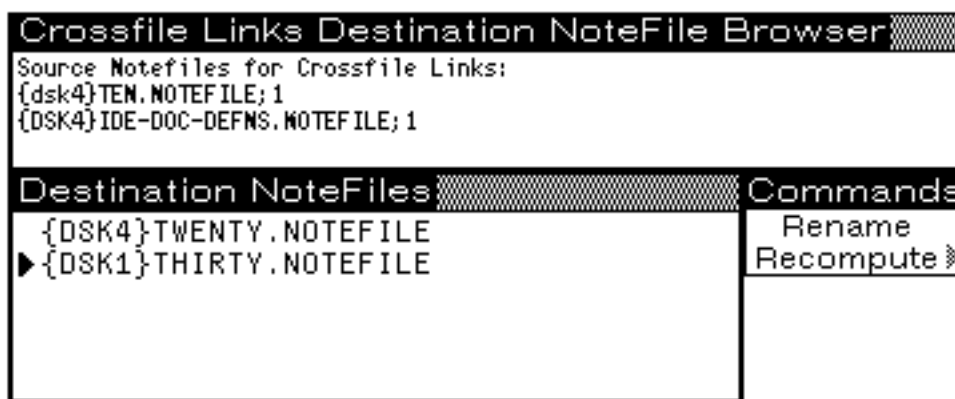 Crossfile Links Destination NoteFile Browser
Source Notefiles for Crossfile Links:
{dsk4}TEN.NOTEFILE;1
{DSK4}IDE-DOC-DEFNS.NOTEFILE;1
Destination NoteFiles
Commands
{DSK4}TWENTY.NOTEFILE
Rename
{DSK1}THIRTY.NOTEFILE
Recompute